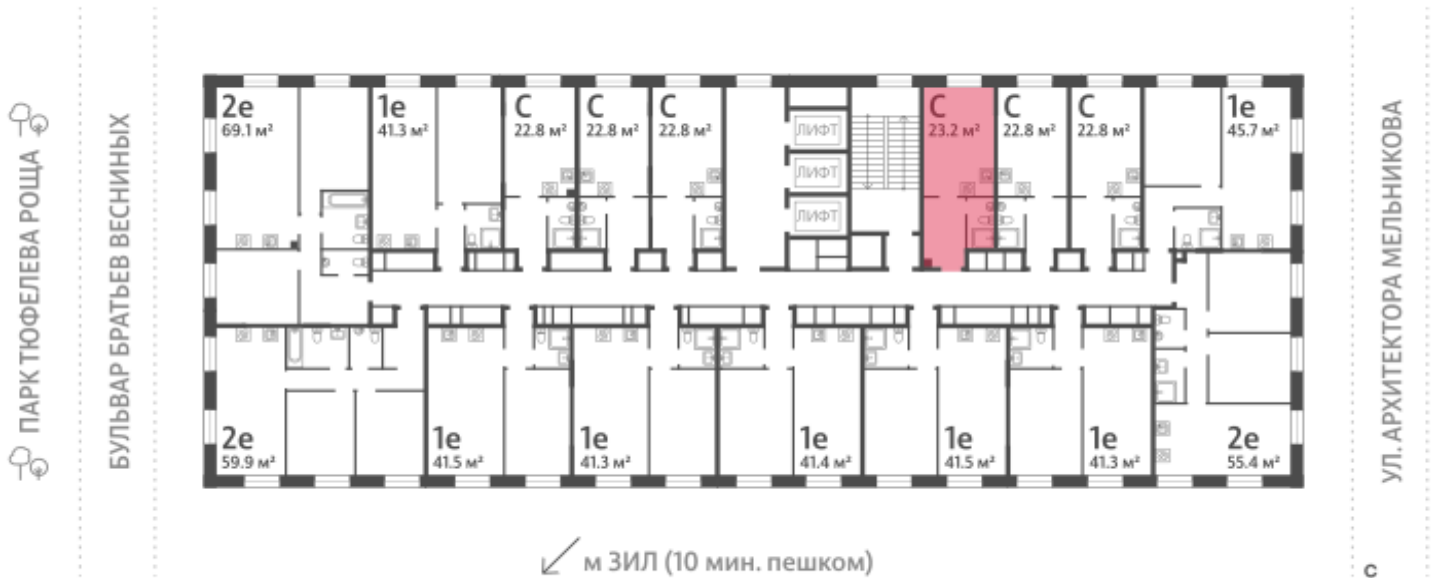 ПАРК ТЮФЕЛЕВА РОЩА
БУЛЬВАР БРАТЬЕВ ВЕСНИНЫХ
2е
69.1 м²
1е
41.3 м²
С
22.8 м²
С
22.8 м²
С
22.8 м²
ЛИФТ
ЛИФТ
ЛИФТ
С
23.2 м²
С
22.8 м²
С
22.8 м²
1е
45.7 м²
2е
59.9 м²
1е
41.5 м²
1е
41.3 м²
1е
41.4 м²
1е
41.5 м²
1е
41.3 м²
2е
55.4 м²
УЛ. АРХИТЕКТОРА МЕЛЬНИКОВА
м ЗИЛ (10 мин. пешком)
с